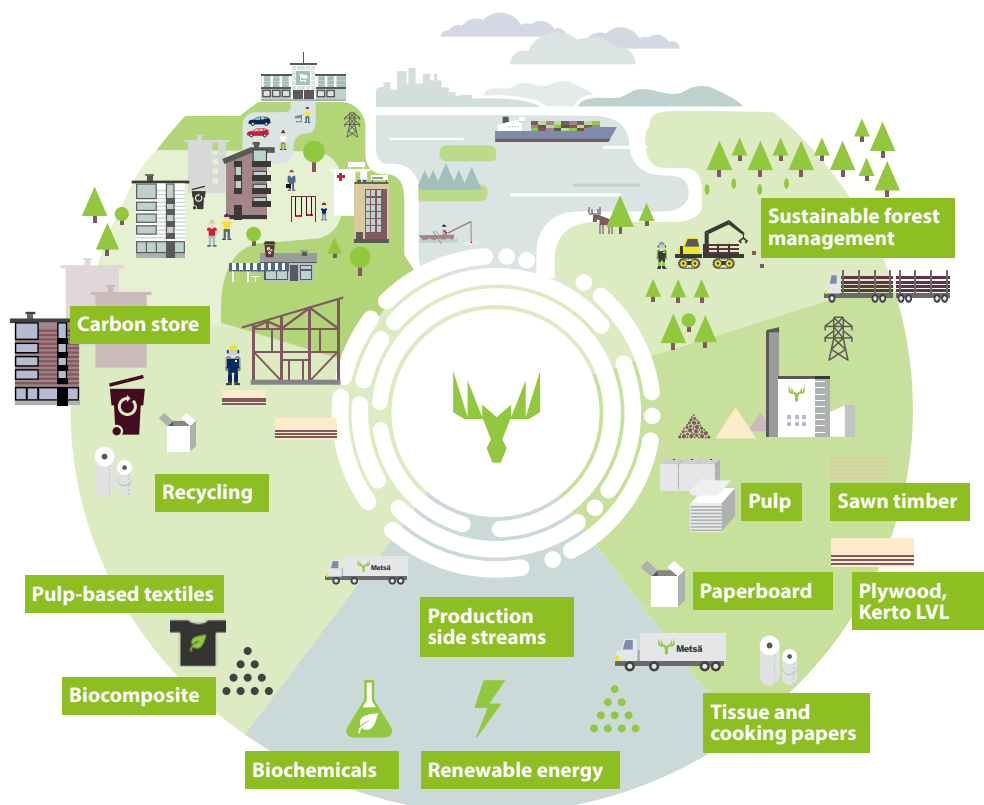 Sustainable forest
management
Carbon store
Recycling
Pulp
Sawn timber
Metsä
Pulp-based textiles
Production
side streams
Paperboard
Plywood,
Kerto LVL
Metsä
Biocomposite
Tissue and
cooking papers
Biochemicals
Renewable energy